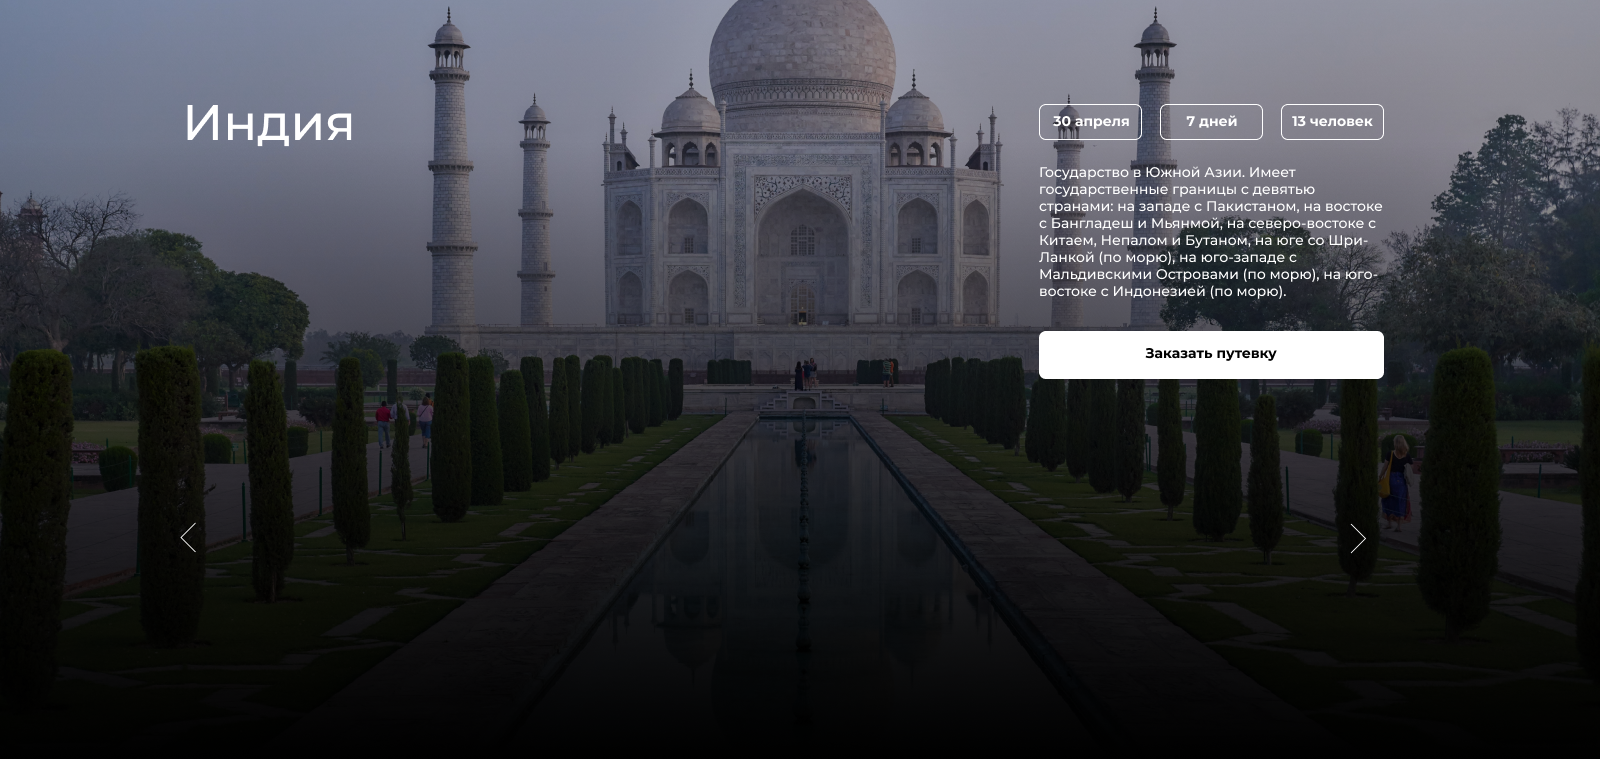 Индия
30 апреля
7 дней
13 человек
Государство в Южной Азии. Имеет
государственные границы с девятью
странами: на западе с Пакистаном, на востоке
с Бангладеш и Мьянмой, на северо-востоке с
Китаем, Непалом и Бутаном, на юге со Шри-
Ланкой (по морю), на юго-западе с
Мальдивскими Островами (по морю), на юго-
востоке с Индонезией (по морю).
Заказать путевку